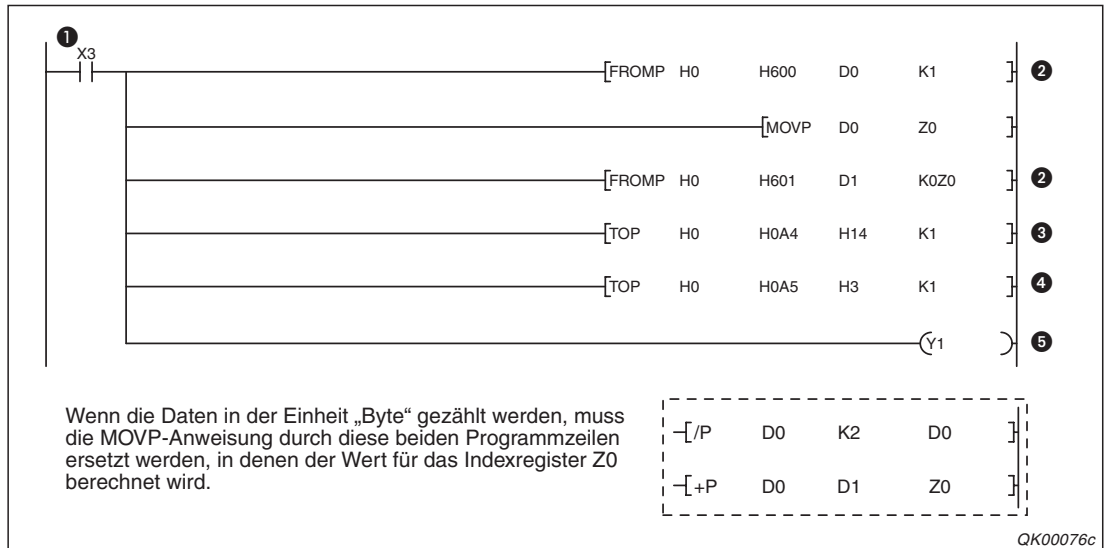 ❶
X3
[FROMP H0 H600 D0 K1 ] ❷
[MOVP D0 Z0 ]
[FROMP H0 H601 D1 K0Z0 ] ❷
[TOP H0 H0A4 H14 K1 ] ❸
[TOP H0 H0A5 H3 K1 ] ❹
(Y1 ) ❺
Wenn die Daten in der Einheit „Byte“ gezählt werden, muss
die MOVP-Anweisung durch diese beiden Programmzeilen
ersetzt werden, in denen der Wert für das Indexregister Z0
berechnet wird.
[/P D0 K2 D0 ]
[+P D0 D1 Z0 ]
QK00076c